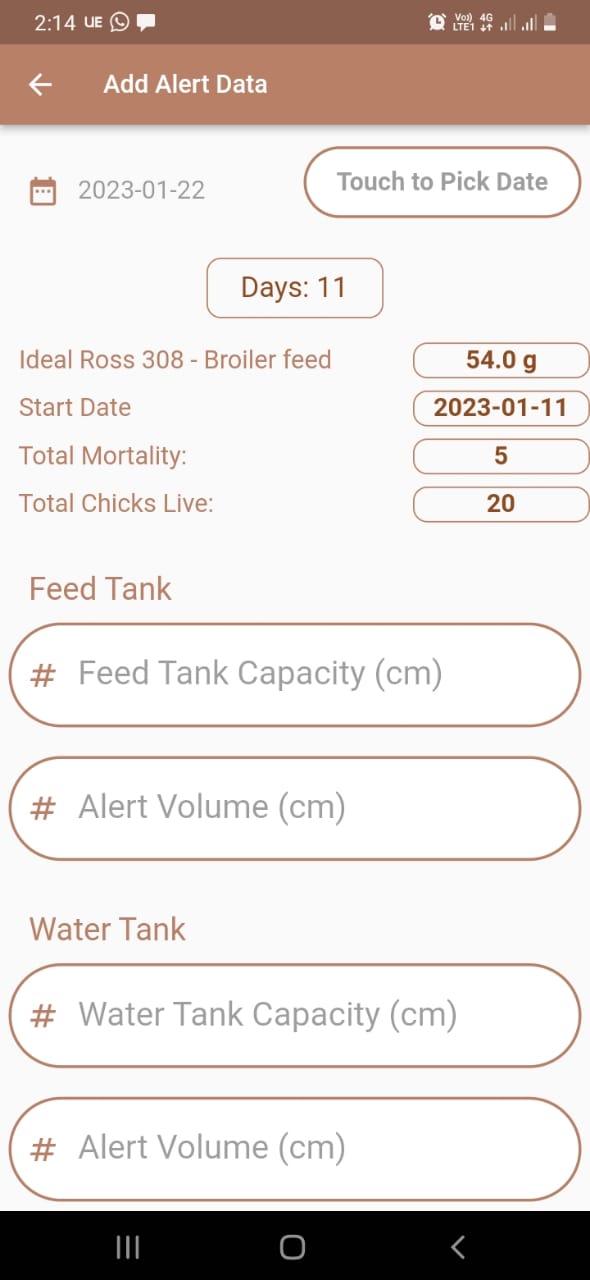 2:14 UE
Vo)) 4G
LTE1
Add Alert Data
2023-01-22
Touch to Pick Date
Days: 11
Ideal Ross 308 - Broiler feed 54.0 g
Start Date 2023-01-11
Total Mortality: 5
Total Chicks Live: 20
Feed Tank
# Feed Tank Capacity (cm)
# Alert Volume (cm)
Water Tank
# Water Tank Capacity (cm)
# Alert Volume (cm)